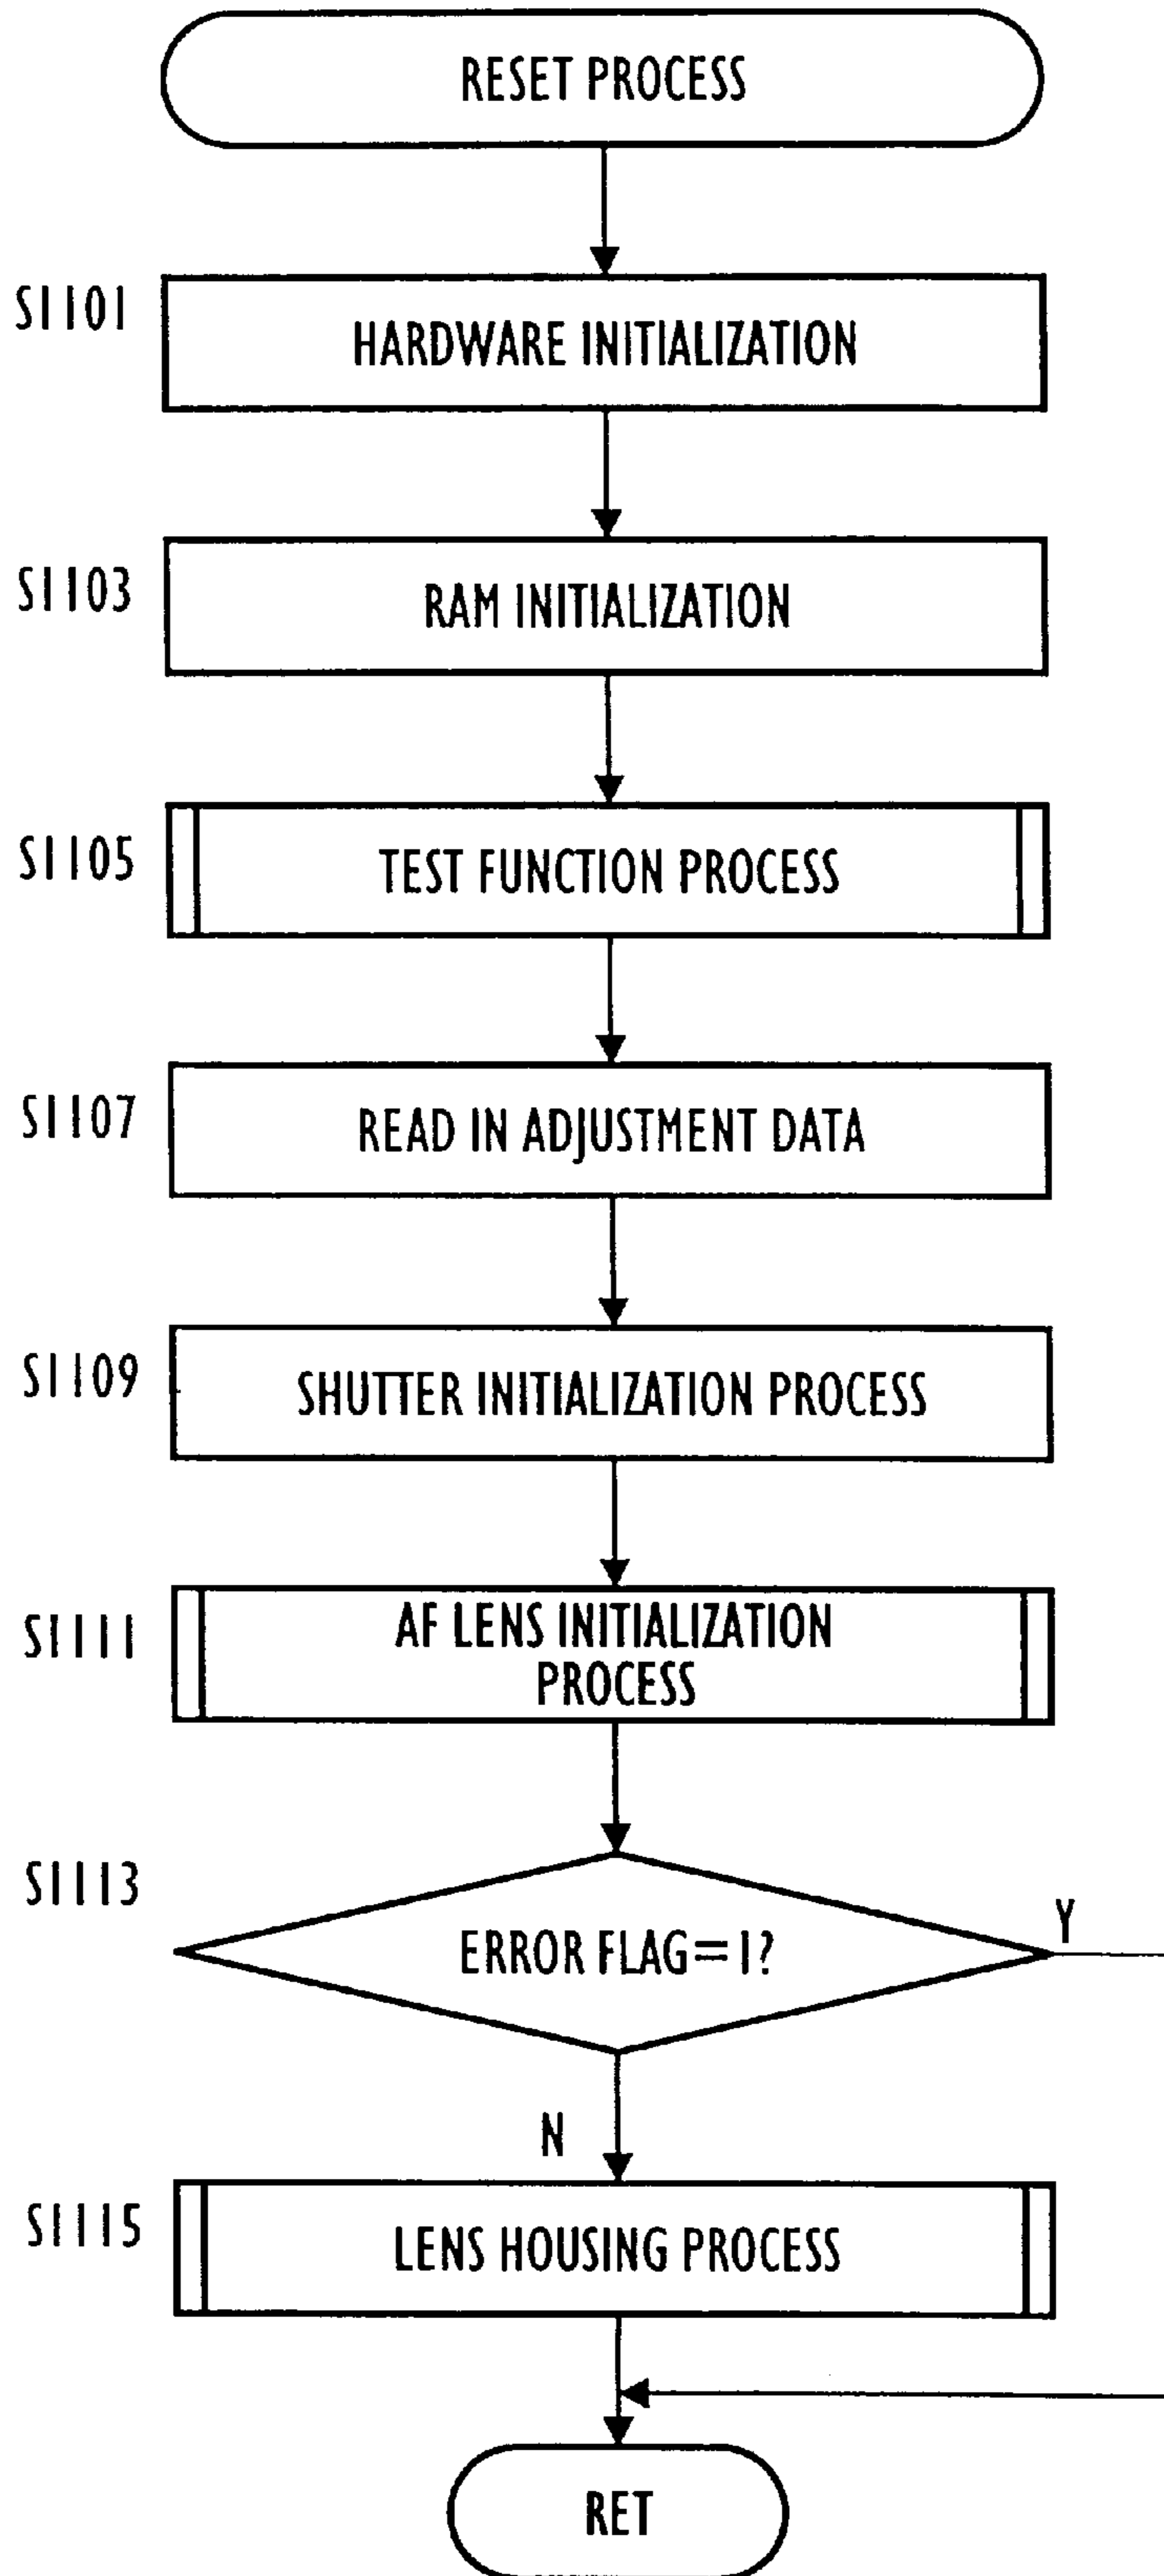 RESET PROCESS
S1101
HARDWARE INITIALIZATION
S1103
RAM INITIALIZATION
S1105
TEST FUNCTION PROCESS
S1107
READ IN ADJUSTMENT DATA
S1109
SHUTTER INITIALIZATION PROCESS
S1111
AF LENS INITIALIZATION
PROCESS
S1113
ERROR FLAG=1?
Y
N
S1115
LENS HOUSING PROCESS
RET